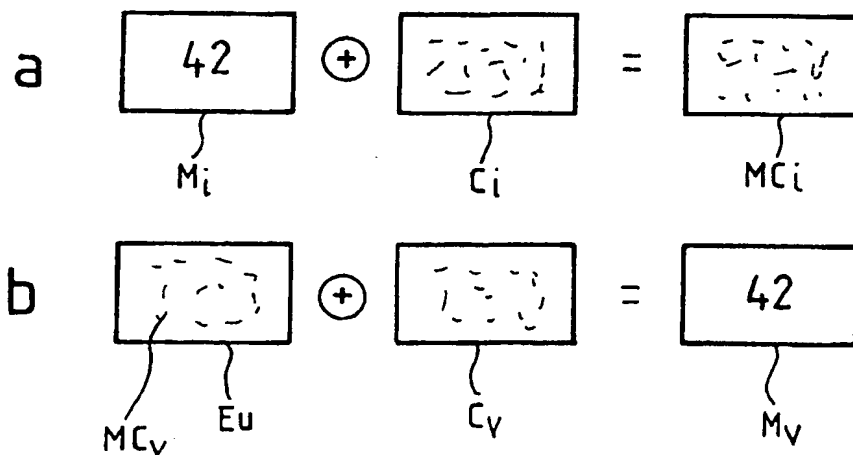 a 42 + =
Mi Ci MCi
b + = 42
MCv Eu Cv Mv